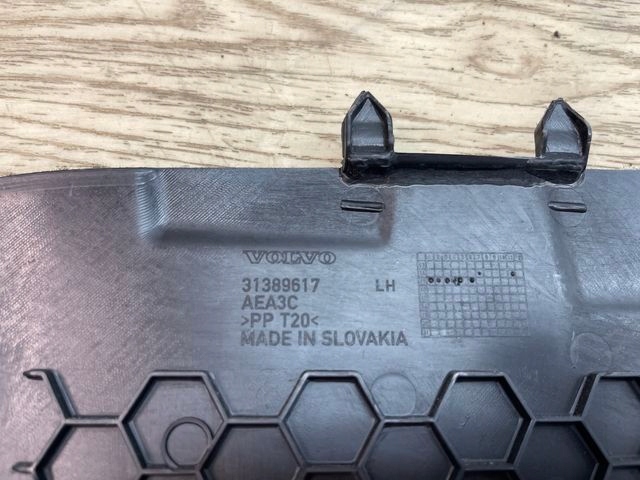 VOLVO
31389617 LH
AEA3C
>PP T20<
MADE IN SLOVAKIA